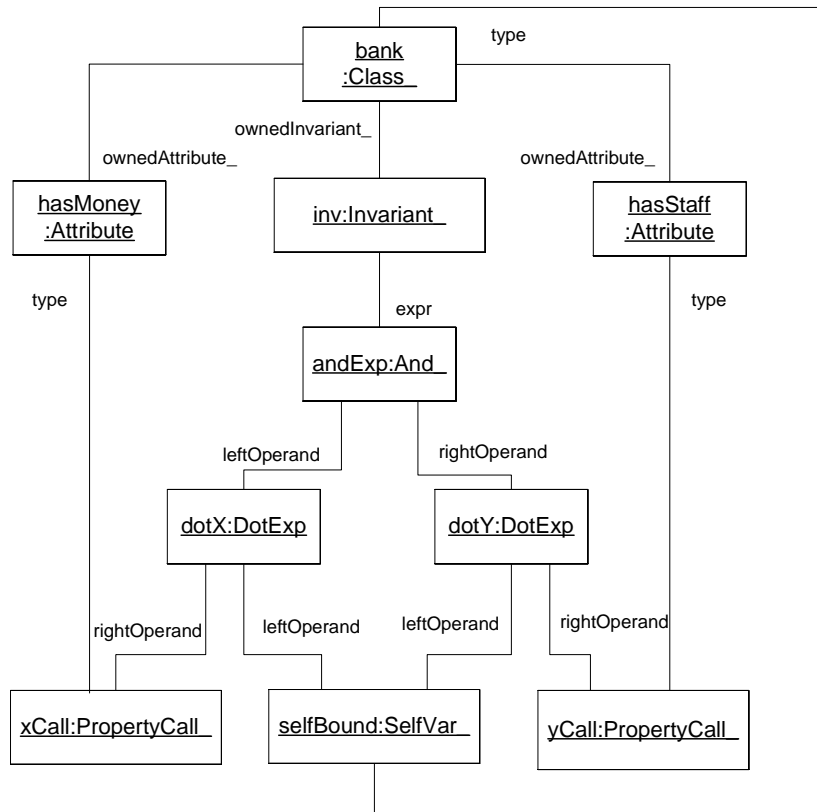 type
bank
:Class_
ownedInvariant_
ownedAttribute_
ownedAttribute_
hasMoney
:Attribute
inv:Invariant_
hasStaff
:Attribute
type
type
expr
andExp:And_
leftOperand
rightOperand
dotX:DotExp
dotY:DotExp
rightOperand
leftOperand
leftOperand
rightOperand
xCall:PropertyCall_
selfBound:SelfVar_
yCall:PropertyCall_